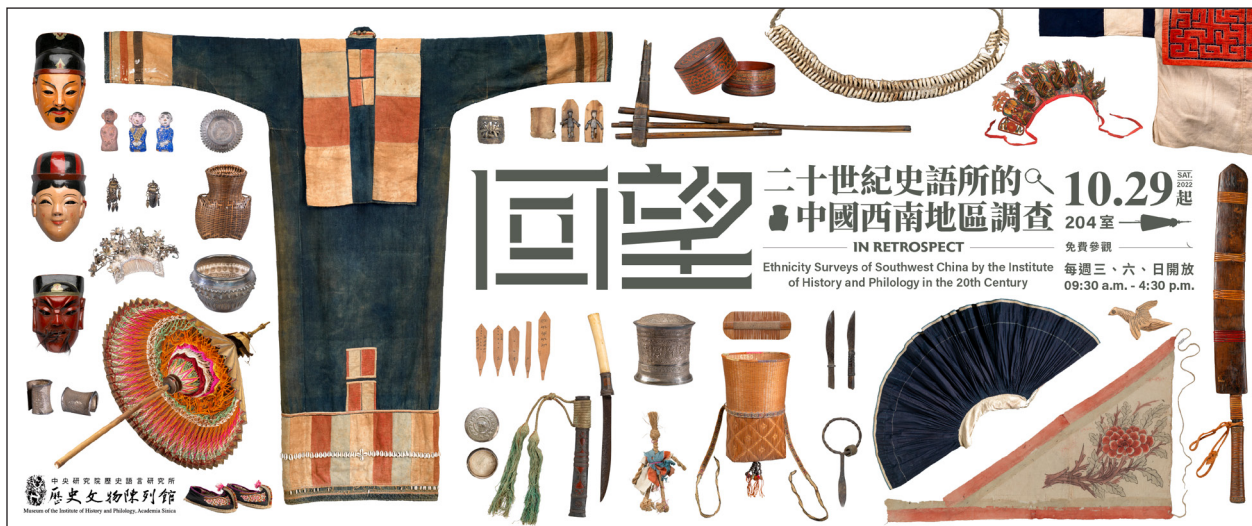 回望
二十世紀史語所的
中國西南地區調查
IN RETROSPECT
Ethnicity Surveys of Southwest China by the Institute
of History and Philology in the 20th Century
10.29 SAT. 2022 起
204 室
免費參觀
每週三、六、日開放
09:30 a.m. - 4:30 p.m.
中央研究院歷史語言研究所
歷史文物陳列館
Museum of the Institute of History and Philology, Academia Sinica